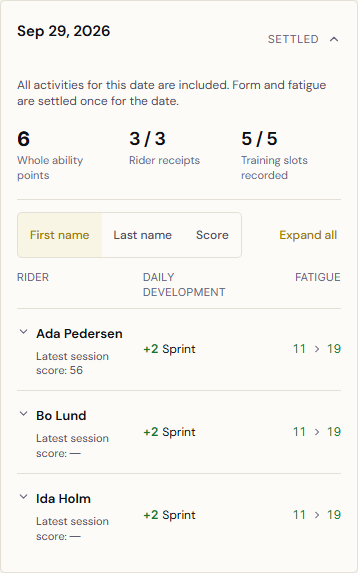 Sep 29, 2026
SETTLED
All activities for this date are included. Form and fatigue
are settled once for the date.
6
Whole ability
points
3 / 3
Rider receipts
5 / 5
Training slots
recorded
First name
Last name
Score
Expand all
RIDER
DAILY
DEVELOPMENT
FATIGUE
Ada Pedersen
Latest session
score: 56
+2 Sprint
11 > 19
Bo Lund
Latest session
score: —
+2 Sprint
11 > 19
Ida Holm
Latest session
score: —
+2 Sprint
11 > 19